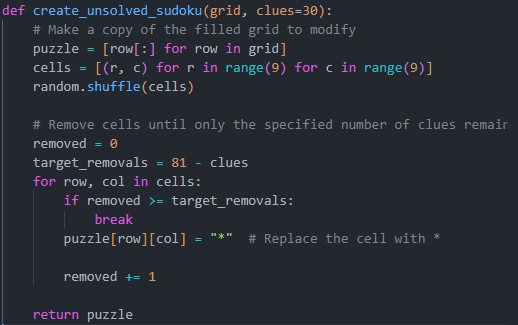 def create_unsolved_sudoku(grid, clues=30):
    # Make a copy of the filled grid to modify
    puzzle = [row[:] for row in grid]
    cells = [(r, c) for r in range(9) for c in range(9)]
    random.shuffle(cells)

    # Remove cells until only the specified number of clues remain
    removed = 0
    target_removals = 81 - clues
    for row, col in cells:
        if removed >= target_removals:
            break
        puzzle[row][col] = "*"  # Replace the cell with *

        removed += 1

    return puzzle